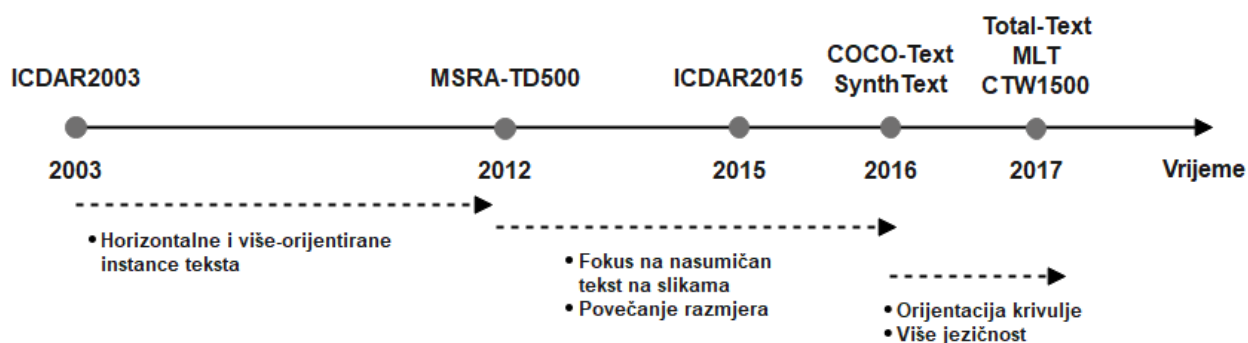 ICDAR2003
MSRA-TD500
ICDAR2015
COCO-Text
SynthText
Total-Text
MLT
CTW1500
2003
2012
2015
2016
2017
Vrijeme
• Horizontalne i više-orijentirane
instance teksta
• Fokus na nasumičan
tekst na slikama
• Povečanje razmjera
• Orijentacija krivulje
• Više jezičnost